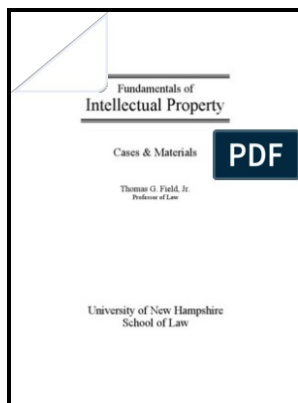 Fundamentals of
Intellectual Property
Cases & Materials
PDF
Thomas G. Field, Jr.
Professor of Law
University of New Hampshire
School of Law